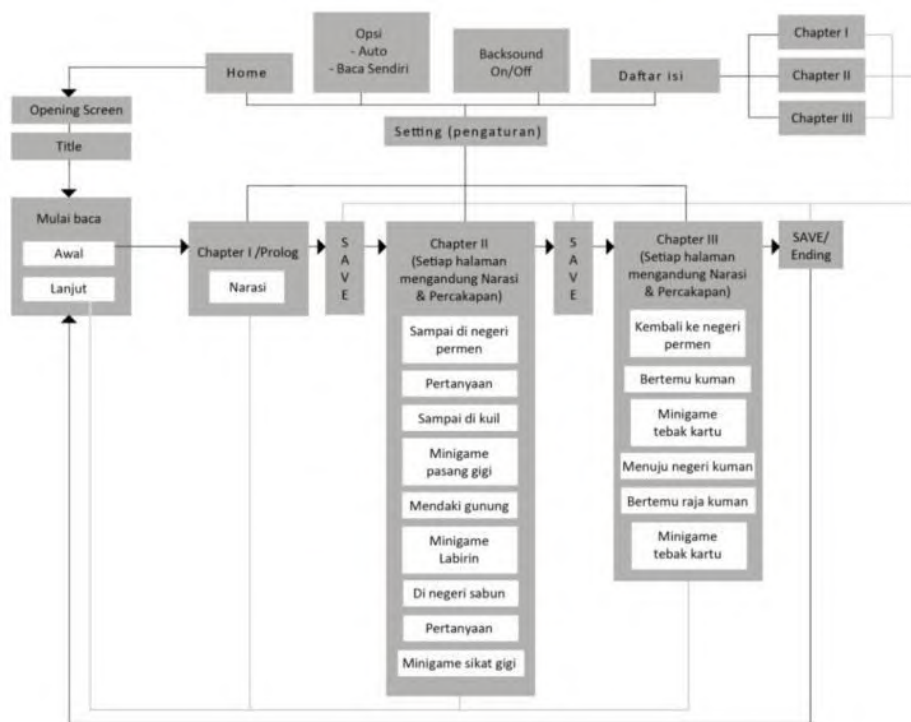 Opsi
- Auto
- Baca Sendiri
Backsound
On/Off
Home
Daftar isi
Chapter I
Chapter II
Chapter III
Opening Screen
Title
Setting (pengaturan)
Mulai baca
Awal
Lanjut
Chapter I /Prolog
Narasi
S
A
V
E
Chapter II
(Setiap halaman
mengandung Narasi
& Percakapan)
Sampai di negeri
permen
Pertanyaan
Sampai di kuil
Minigame
pasang gigi
Mendaki gunung
Minigame
Labirin
Di negeri sabun
Pertanyaan
Minigame sikat gigi
S
A
V
E
Chapter III
(Setiap halaman
mengandung Narasi
& Percakapan)
Kembali ke negeri
permen
Bertemu kuman
Minigame
tebak kartu
Menuju negeri kuman
Bertemu raja kuman
Minigame
tebak kartu
SAVE/
Ending